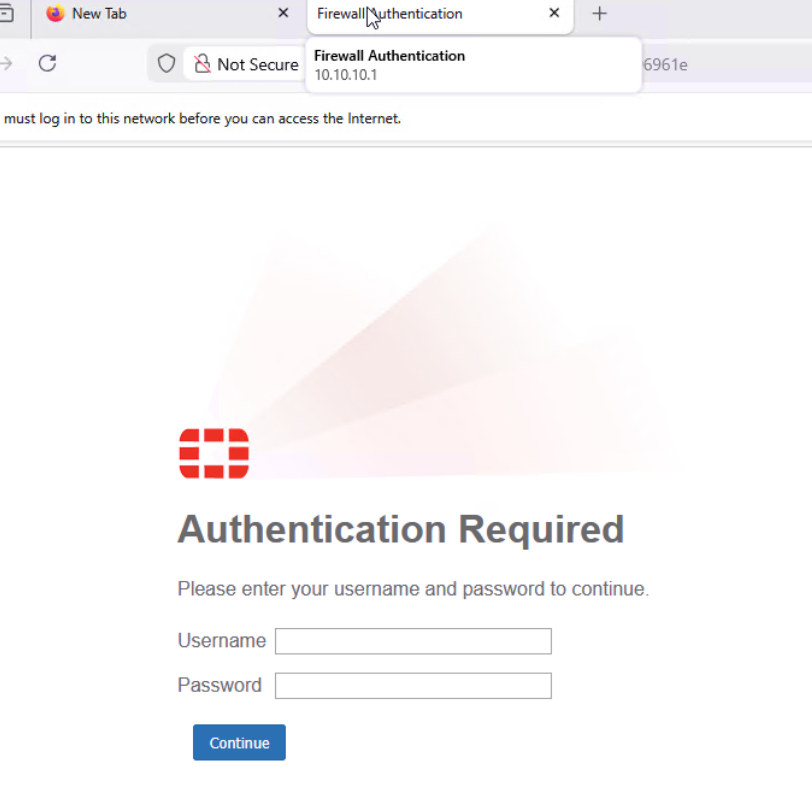 New Tab
Firewall Authentication
Not Secure
6961e
Firewall Authentication
10.10.10.1
must log in to this network before you can access the Internet.
Authentication Required
Please enter your username and password to continue.
Username
Password
Continue